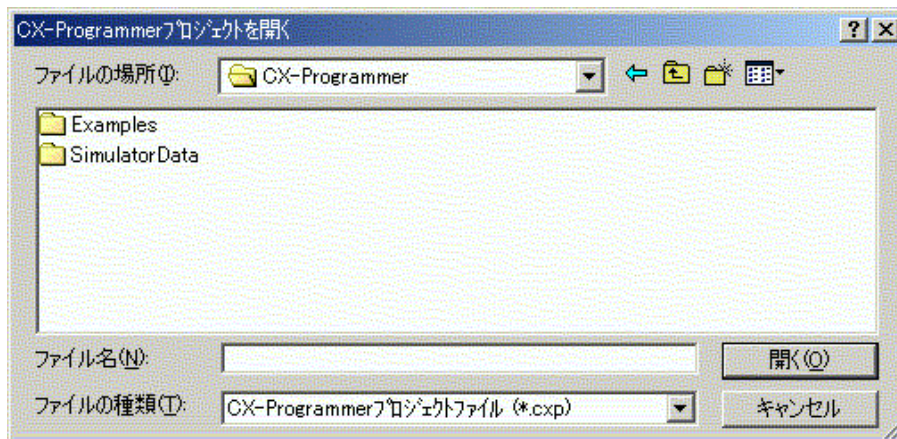 CX-Programmerﾌﾟﾛｼﾞｪｸﾄを開く
ファイルの場所(I):
CX-Programmer
Examples
SimulatorData
ファイル名(N):
開く(O)
ファイルの種類(T):
CX-Programmerﾌﾟﾛｼﾞｪｸﾄﾌｧｲﾙ (*.cxp)
キャンセル